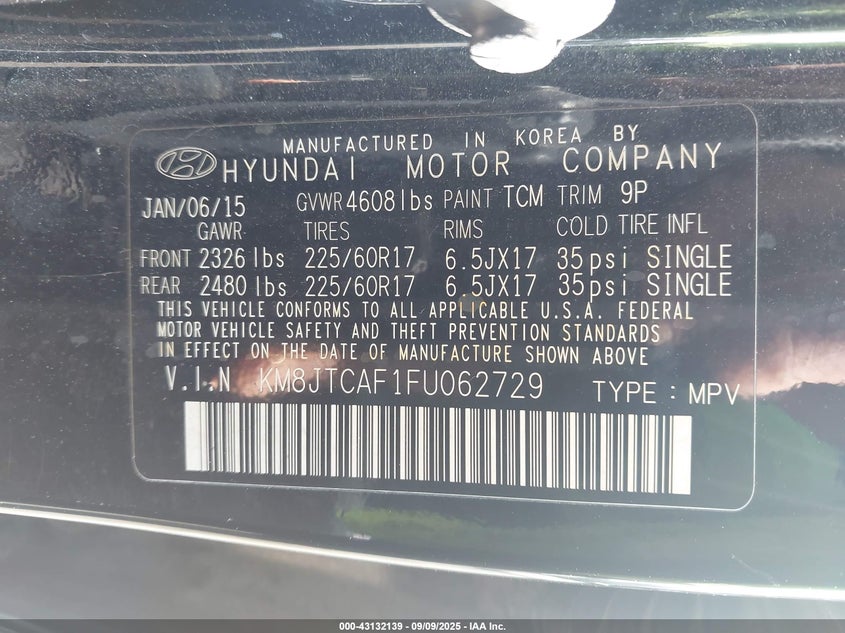 MANUFACTURED IN KOREA BY
HYUNDAI MOTOR COMPANY
JAN/06/15 GVWR 4608lbs PAINT TCM TRIM 9P
GAWR TIRES RIMS COLD TIRE INFL
FRONT 2326 lbs 225/60R17 6.5JX17 35psi SINGLE
REAR 2480 lbs 225/60R17 6.5JX17 35psi SINGLE
THIS VEHICLE CONFORMS TO ALL APPLICABLE U.S.A. FEDERAL
MOTOR VEHICLE SAFETY AND THEFT PREVENTION STANDARDS
IN EFFECT ON THE DATE OF MANUFACTURE SHOWN ABOVE
V.I.N KM8JTCAF1FU062729 TYPE : MPV
000-43132139 - 09/09/2025 - IAA Inc.